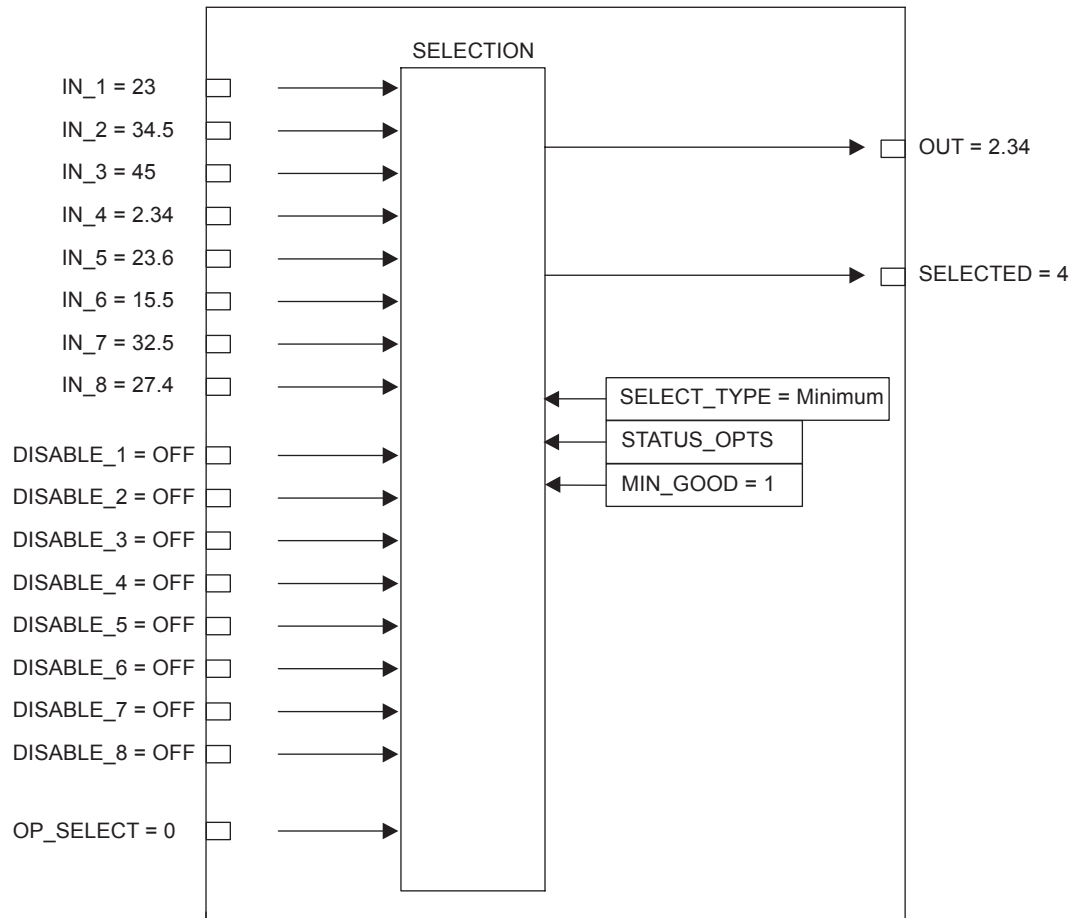 SELECTION
IN_1 = 23
IN_2 = 34.5
IN_3 = 45
IN_4 = 2.34
IN_5 = 23.6
IN_6 = 15.5
IN_7 = 32.5
IN_8 = 27.4
DISABLE_1 = OFF
DISABLE_2 = OFF
DISABLE_3 = OFF
DISABLE_4 = OFF
DISABLE_5 = OFF
DISABLE_6 = OFF
DISABLE_7 = OFF
DISABLE_8 = OFF
OP_SELECT = 0
OUT = 2.34
SELECTED = 4
SELECT_TYPE = Minimum
STATUS_OPTS
MIN_GOOD = 1